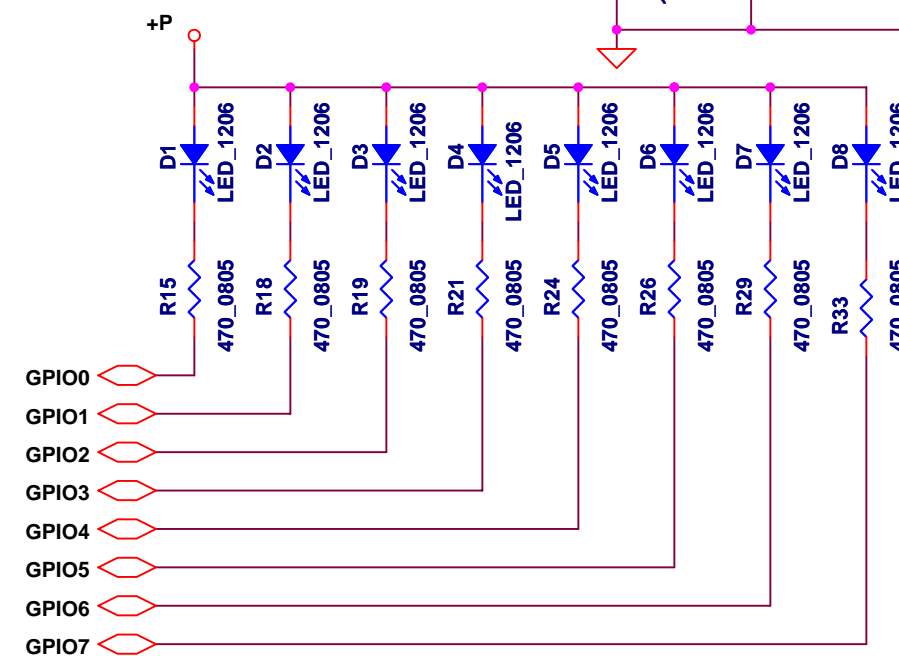 +P
D1
LED_1206
D2
LED_1206
D3
LED_1206
D4
LED_1206
D5
LED_1206
D6
LED_1206
D7
LED_1206
D8
R15
470_0805
R18
470_0805
R19
470_0805
R21
470_0805
R24
470_0805
R26
470_0805
R29
470_0805
R33
GPIO0
GPIO1
GPIO2
GPIO3
GPIO4
GPIO5
GPIO6
GPIO7